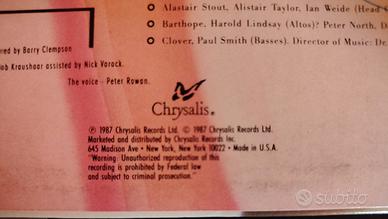 Alastair Stout, Alistair Taylor, Ian Weide (Head
Barthope, Harold Lindsay (Altos)? Peter North, D
Clover, Paul Smith (Basses). Director of Music: Dr.
ered by Barry Clempson
ob Kraushaar assisted by Nick Varack.
The voice - Peter Rowan.
Chrysalis®
℗ 1987 Chrysalis Records Ltd. © 1987 Chrysalis Records Ltd.
Marketed and distributed by Chrysalis Records Inc.
645 Madison Ave • New York, New York 10022 • Made in U.S.A.
"Warning: Unauthorized reproduction of this
recording is prohibited by Federal law
and subject to criminal prosecution."
subito